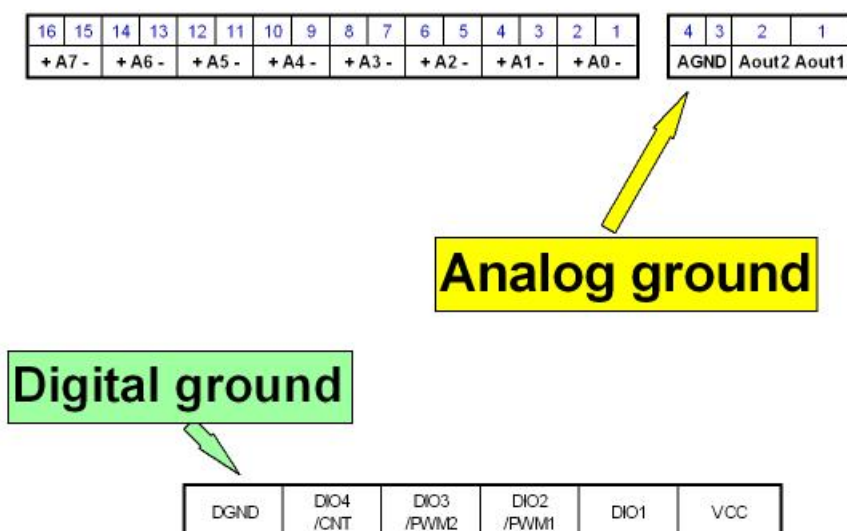 16 15 14 13 12 11 10 9 8 7 6 5 4 3 2 1 4 3 2 1
+ A7 - + A6 - + A5 - + A4 - + A3 - + A2 - + A1 - + A0 - AGND Aout2 Aout1
Analog ground
Digital ground
DGND DIO4 DIO3 DIO2 DIO1 VCC
/CNT /PWM2 /PWM1